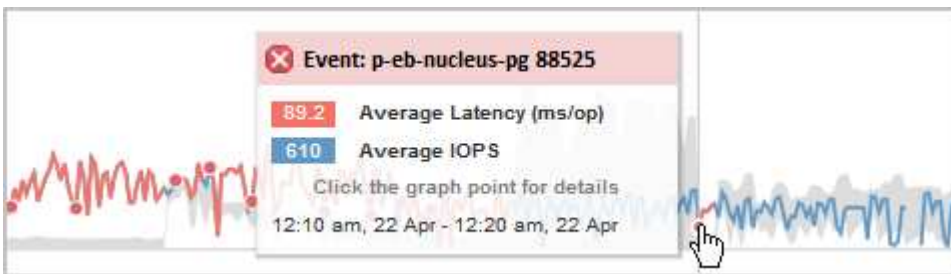 Event: p-eb-nucleus-pg 88525
89.2 Average Latency (ms/op)
610 Average IOPS
Click the graph point for details
12:10 am, 22 Apr - 12:20 am, 22 Apr